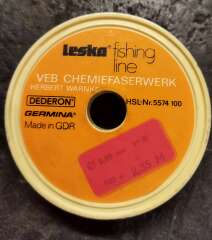 Leska fishing
line
VEB CHEMIEFASERWERK
HERBERT WARNKE
DEDERON
HSL-Nr. 5574 100
GERMINA
Made in GDR